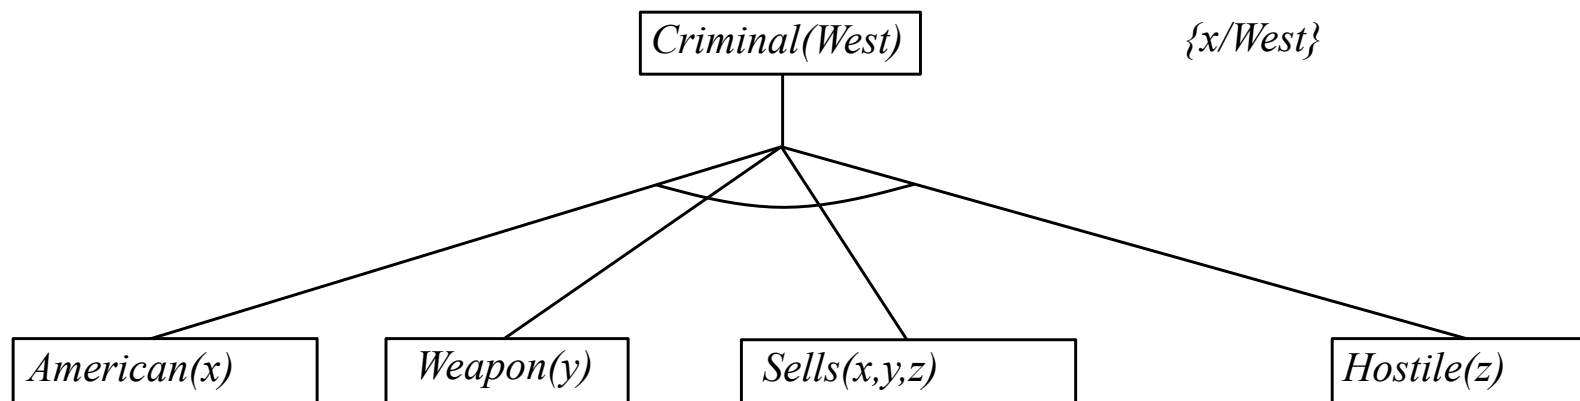 Criminal(West)
{x/West}
American(x)
Weapon(y)
Sells(x,y,z)
Hostile(z)